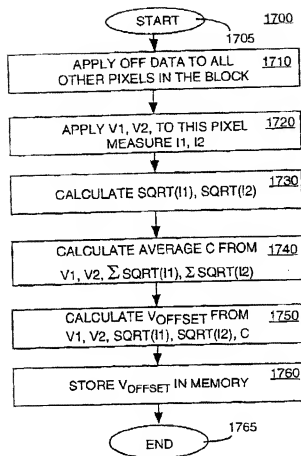 START
1700
1705
APPLY OFF DATA TO ALL 1710
OTHER PIXELS IN THE BLOCK
APPLY V1, V2, TO THIS PIXEL 1720
MEASURE I1, I2
1730
CALCULATE SQRT(I1), SQRT(I2)
1740
CALCULATE AVERAGE C FROM
V1, V2, Σ SQRT(I1), Σ SQRT(I2)
CALCULATE VOFFSET FROM 1750
V1, V2, SQRT(I1), SQRT(I2), C
1760
STORE VOFFSET IN MEMORY
1765
END